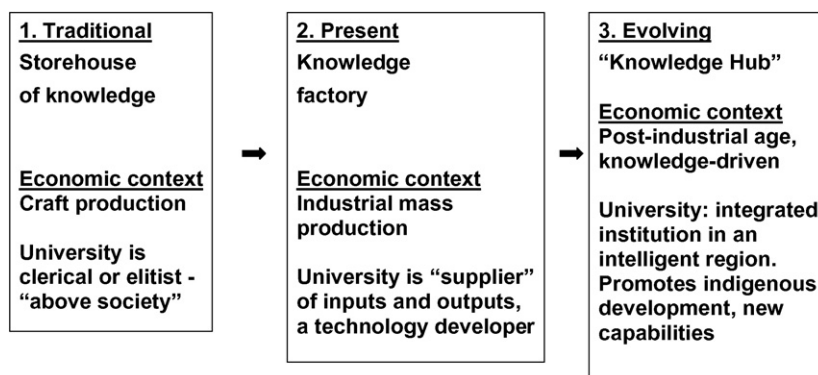 1. Traditional
Storehouse
of knowledge
Economic context
Craft production
University is
clerical or elitist -
“above society”
2. Present
Knowledge
factory
Economic context
Industrial mass
production
University is “supplier”
of inputs and outputs,
a technology developer
3. Evolving
“Knowledge Hub”
Economic context
Post-industrial age,
knowledge-driven
University: integrated
institution in an
intelligent region.
Promotes indigenous
development, new
capabilities